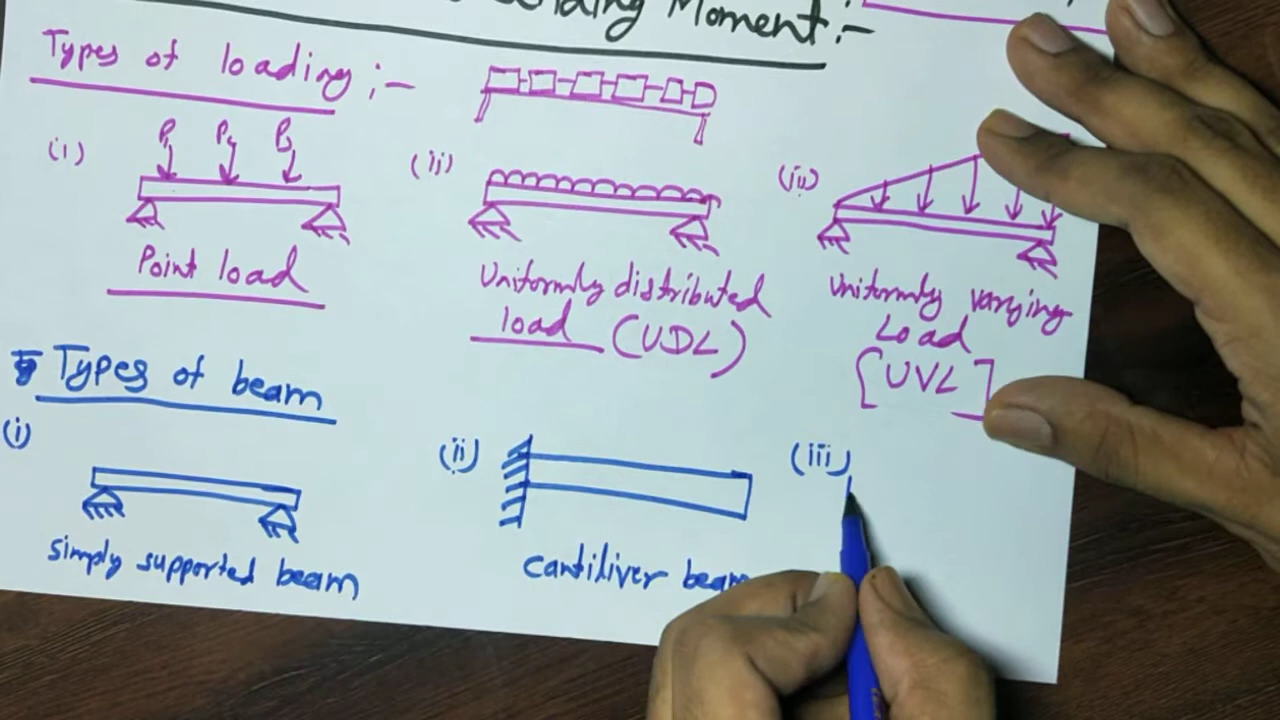 Bending Moment:-
Types of loading :-
(i)
P1 P2 P3
Point load
(ii)
Uniformly distributed
load (UDL)
(iii)
Uniformly varying
Load
[UVL]
Types of beam
(i)
simply supported beam
(ii)
cantiliver beam
(iii)